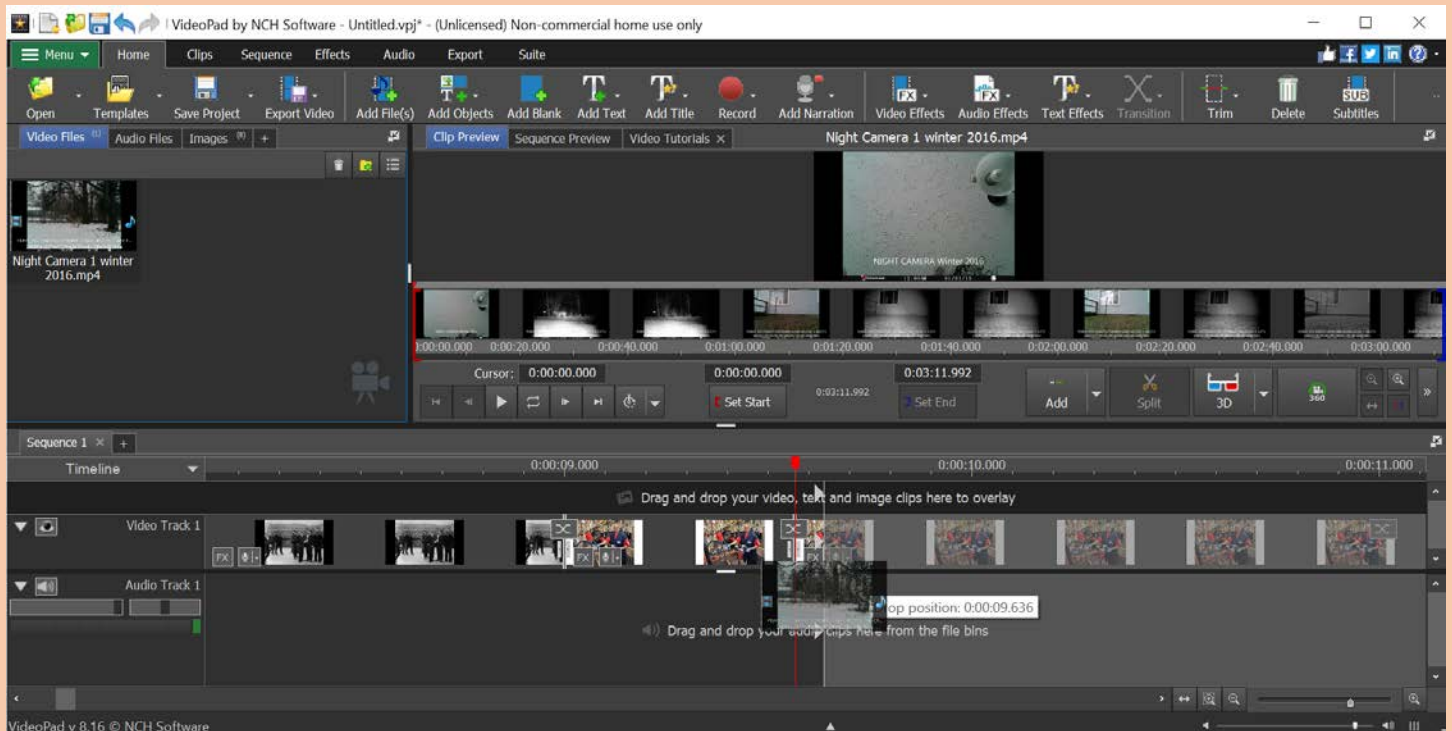 VideoPad by NCH Software - Untitled.vpj* - (Unlicensed) Non-commercial home use only
Menu Home Clips Sequence Effects Audio Export Suite
Open Templates Save Project Export Video Add File(s) Add Objects Add Blank Add Text Add Title Record Add Narration Video Effects Audio Effects Text Effects Transition Trim Delete Subtitles
Video Files Audio Files Images + Clip Preview Sequence Preview Video Tutorials × Night Camera 1 winter 2016.mp4
NIGHT CAMERA Winter 2016
Night Camera 1 winter
2016.mp4
0:00:00.000 0:00:20.000 0:00:40.000 0:01:00.000 0:01:20.000 0:01:40.000 0:02:00.000 0:02:20.000 0:02:40.000 0:03:00.000
Cursor: 0:00:00.000 0:00:00.000 0:03:11.992
Set Start 0:03:11.992 Set End Add Split 3D 360
Sequence 1 × +
Timeline 0:00:09.000 0:00:10.000 0:00:11.000
Drag and drop your video, text and image clips here to overlay
Video Track 1
FX FX FX
Audio Track 1
op position: 0:00:09.636
Drag and drop your audio clips here from the file bins
VideoPad v 8.16 © NCH Software